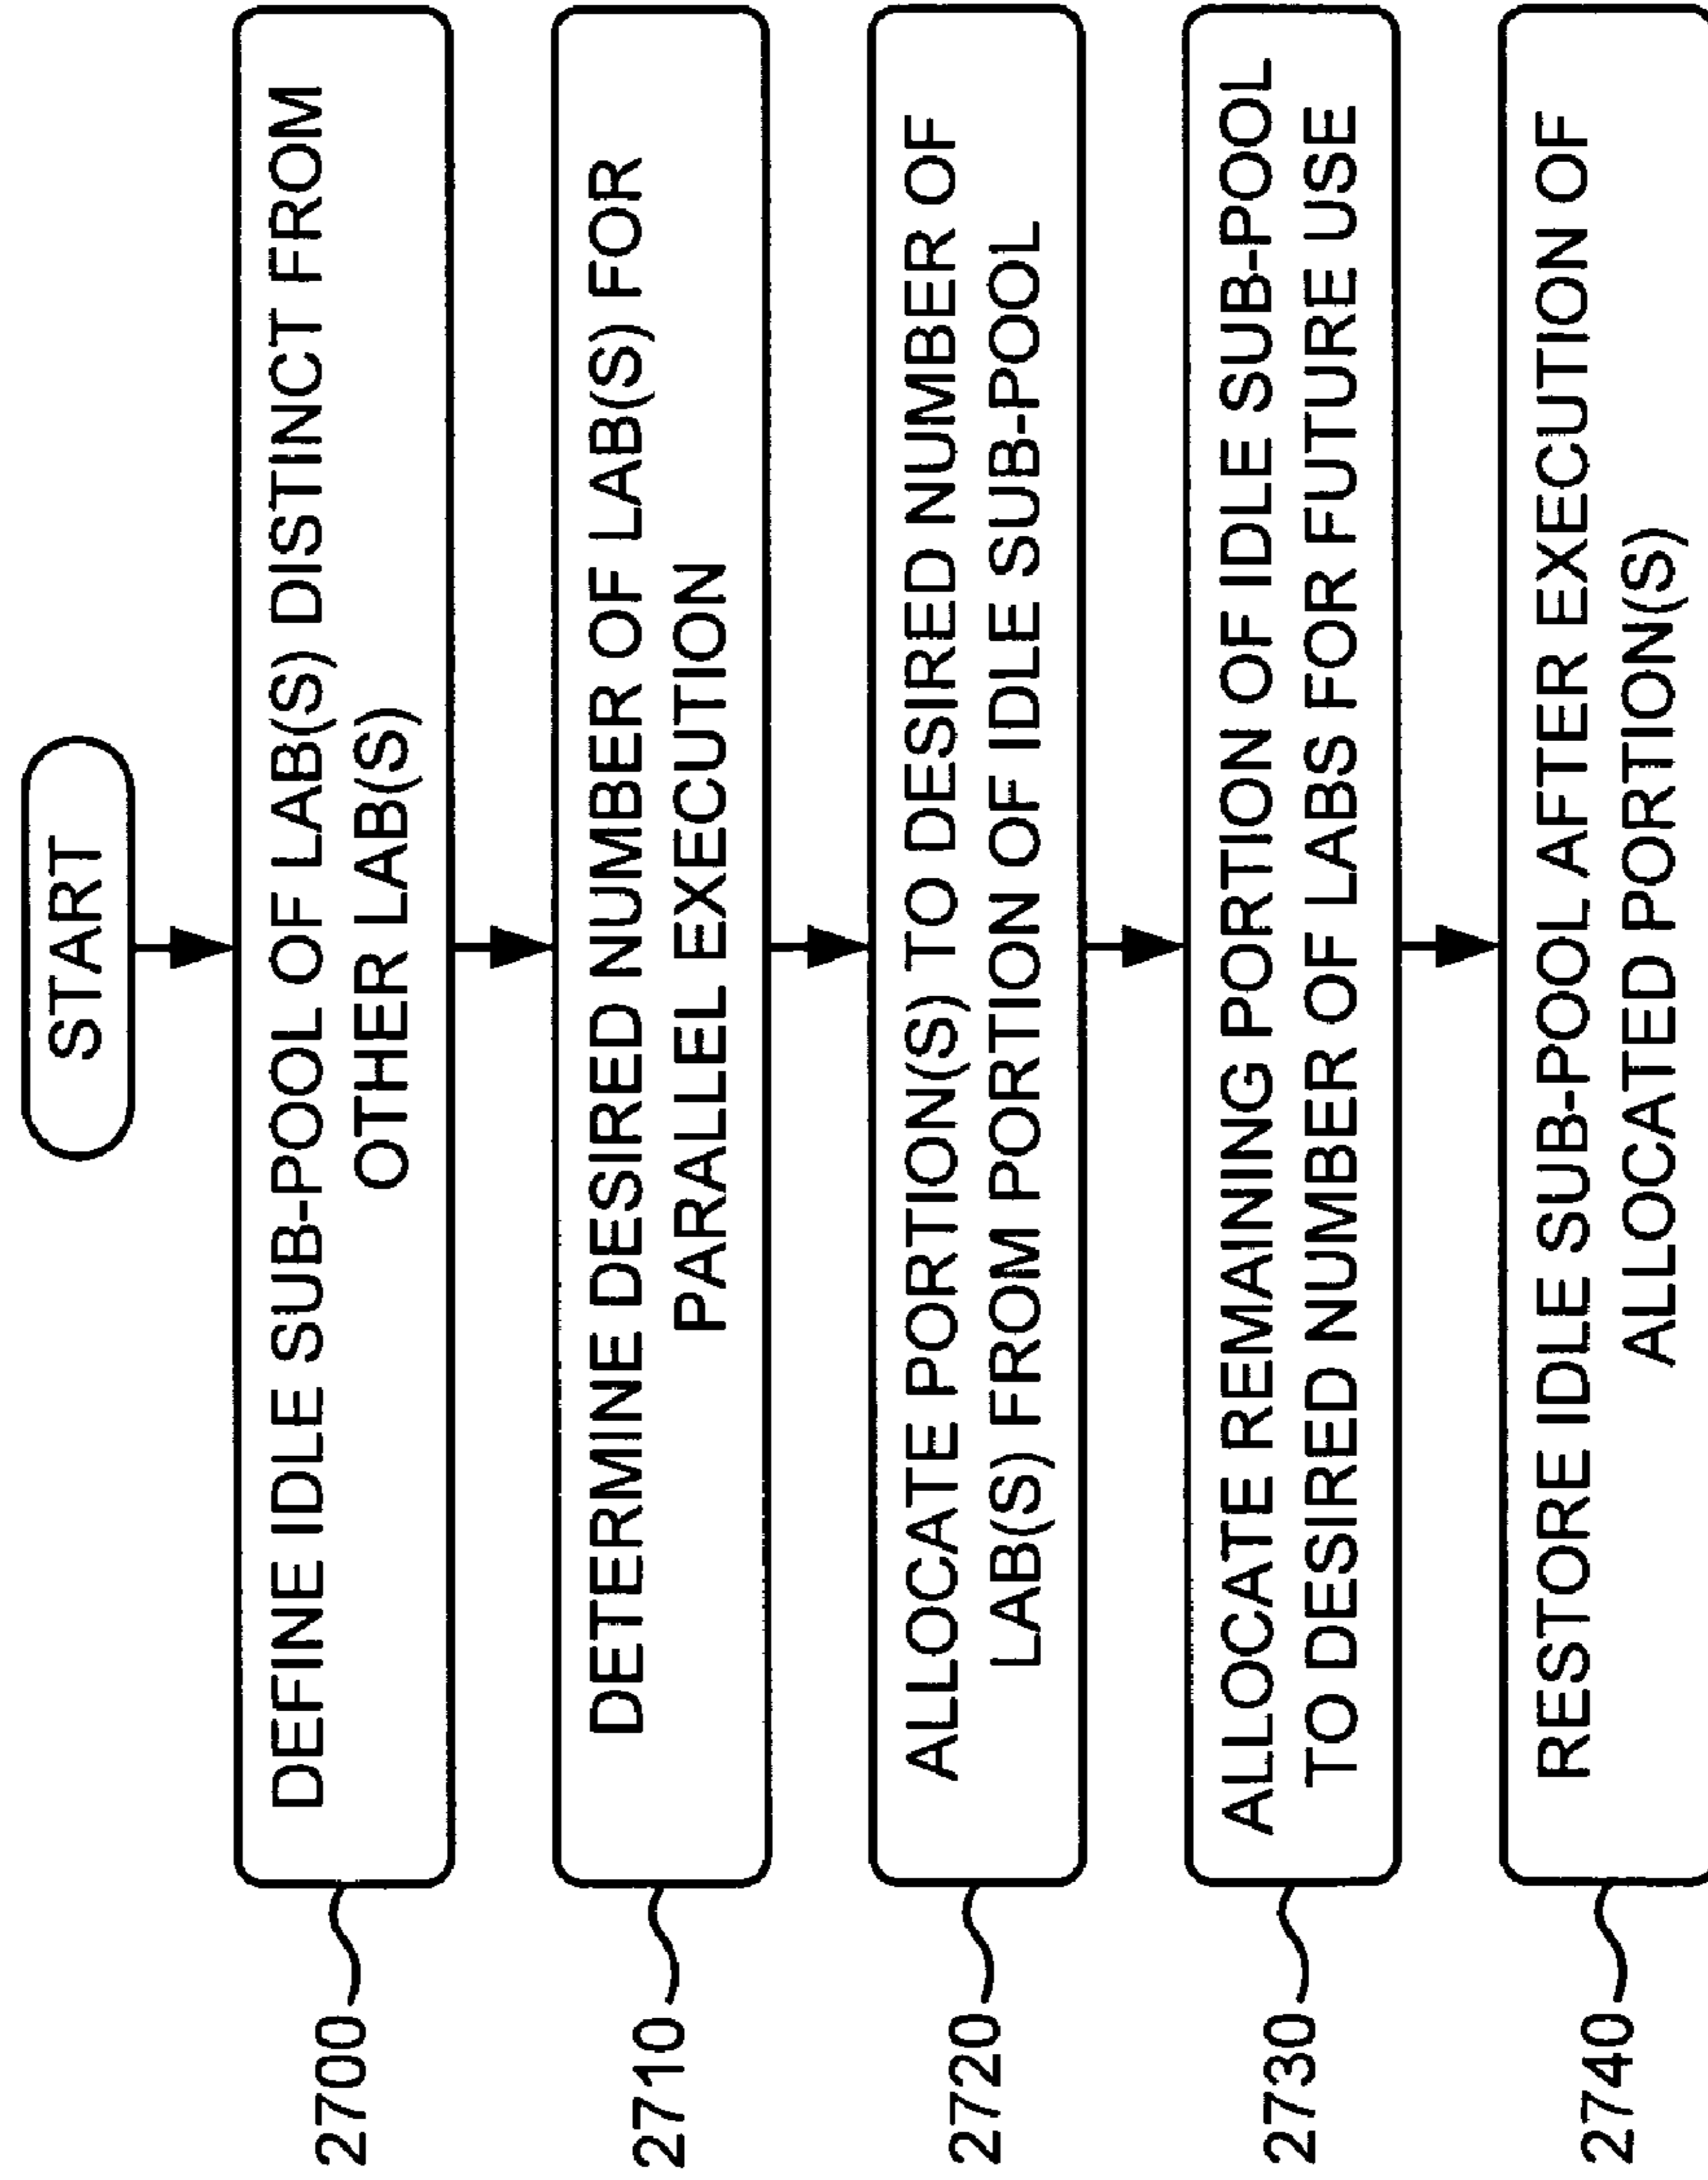 START
2700
DEFINE IDLE SUB-POOL OF LAB(S) DISTINCT FROM
OTHER LAB(S)
2710
DETERMINE DESIRED NUMBER OF LAB(S) FOR
PARALLEL EXECUTION
2720
ALLOCATE PORTION(S) TO DESIRED NUMBER OF
LAB(S) FROM PORTION OF IDLE SUB-POOL
2730
ALLOCATE REMAINING PORTION OF IDLE SUB-POOL
TO DESIRED NUMBER OF LABS FOR FUTURE USE
2740
RESTORE IDLE SUB-POOL AFTER EXECUTION OF
ALLOCATED PORTION(S)